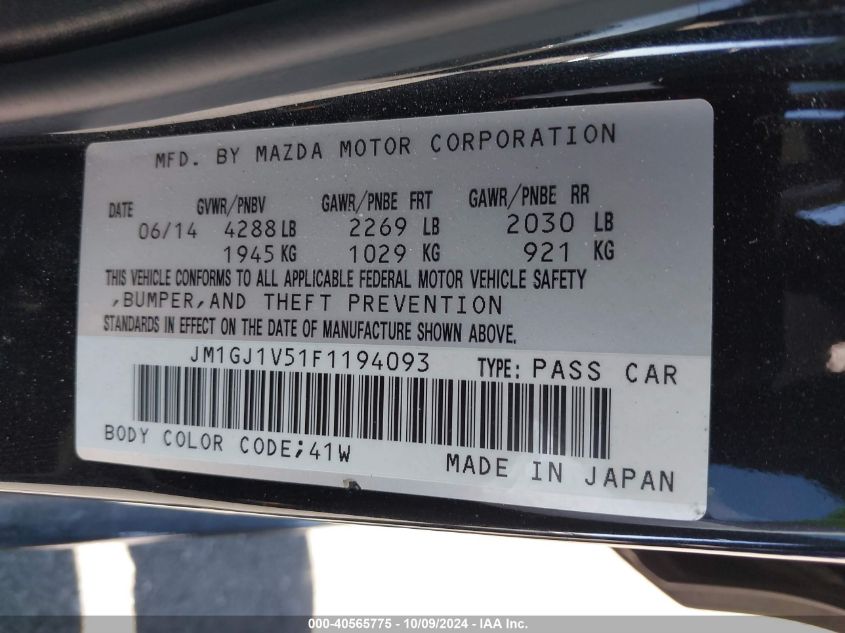 MFD. BY MAZDA MOTOR CORPORATION
DATE GVWR/PNBV GAWR/PNBE FRT GAWR/PNBE RR
06/14 4288 LB 2269 LB 2030 LB
1945 KG 1029 KG 921 KG
THIS VEHICLE CONFORMS TO ALL APPLICABLE FEDERAL MOTOR VEHICLE SAFETY
,BUMPER,AND THEFT PREVENTION
STANDARDS IN EFFECT ON THE DATE OF MANUFACTURE SHOWN ABOVE.
JM1GJ1V51F1194093 TYPE: PASS CAR
BODY COLOR CODE;41W
MADE IN JAPAN
000-40565775 - 10/09/2024 - IAA Inc.